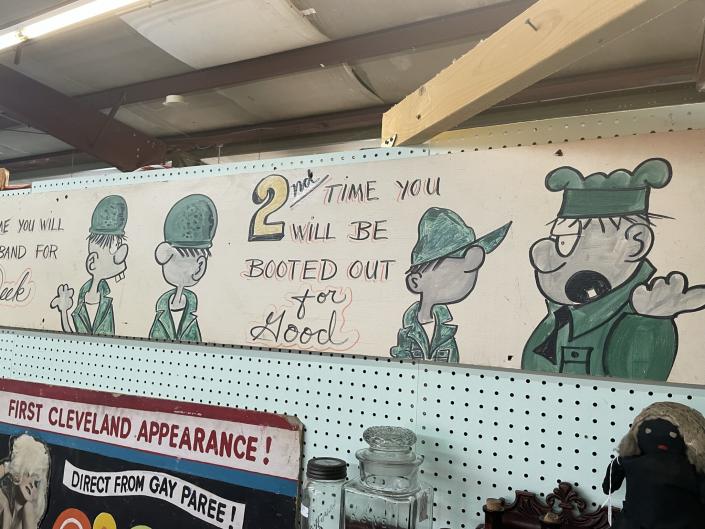 ME YOU WILL
BAND FOR
Week
2nd TIME YOU
WILL BE
BOOTED OUT
for
Good
FIRST CLEVELAND APPEARANCE!
DIRECT FROM GAY PAREE!